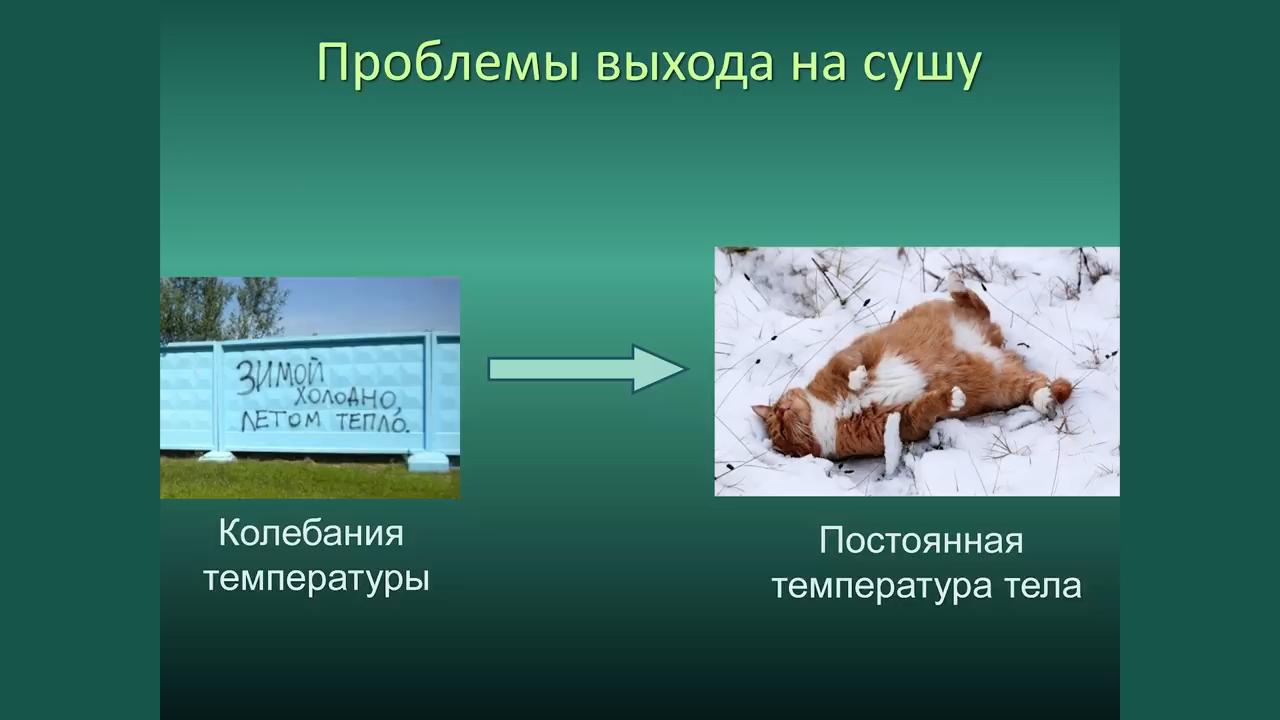 Проблемы выхода на сушу
ЗИМОЙ
ХОЛОДНО,
ЛЕТОМ ТЕПЛО.
Колебания
температуры
Постоянная
температура тела